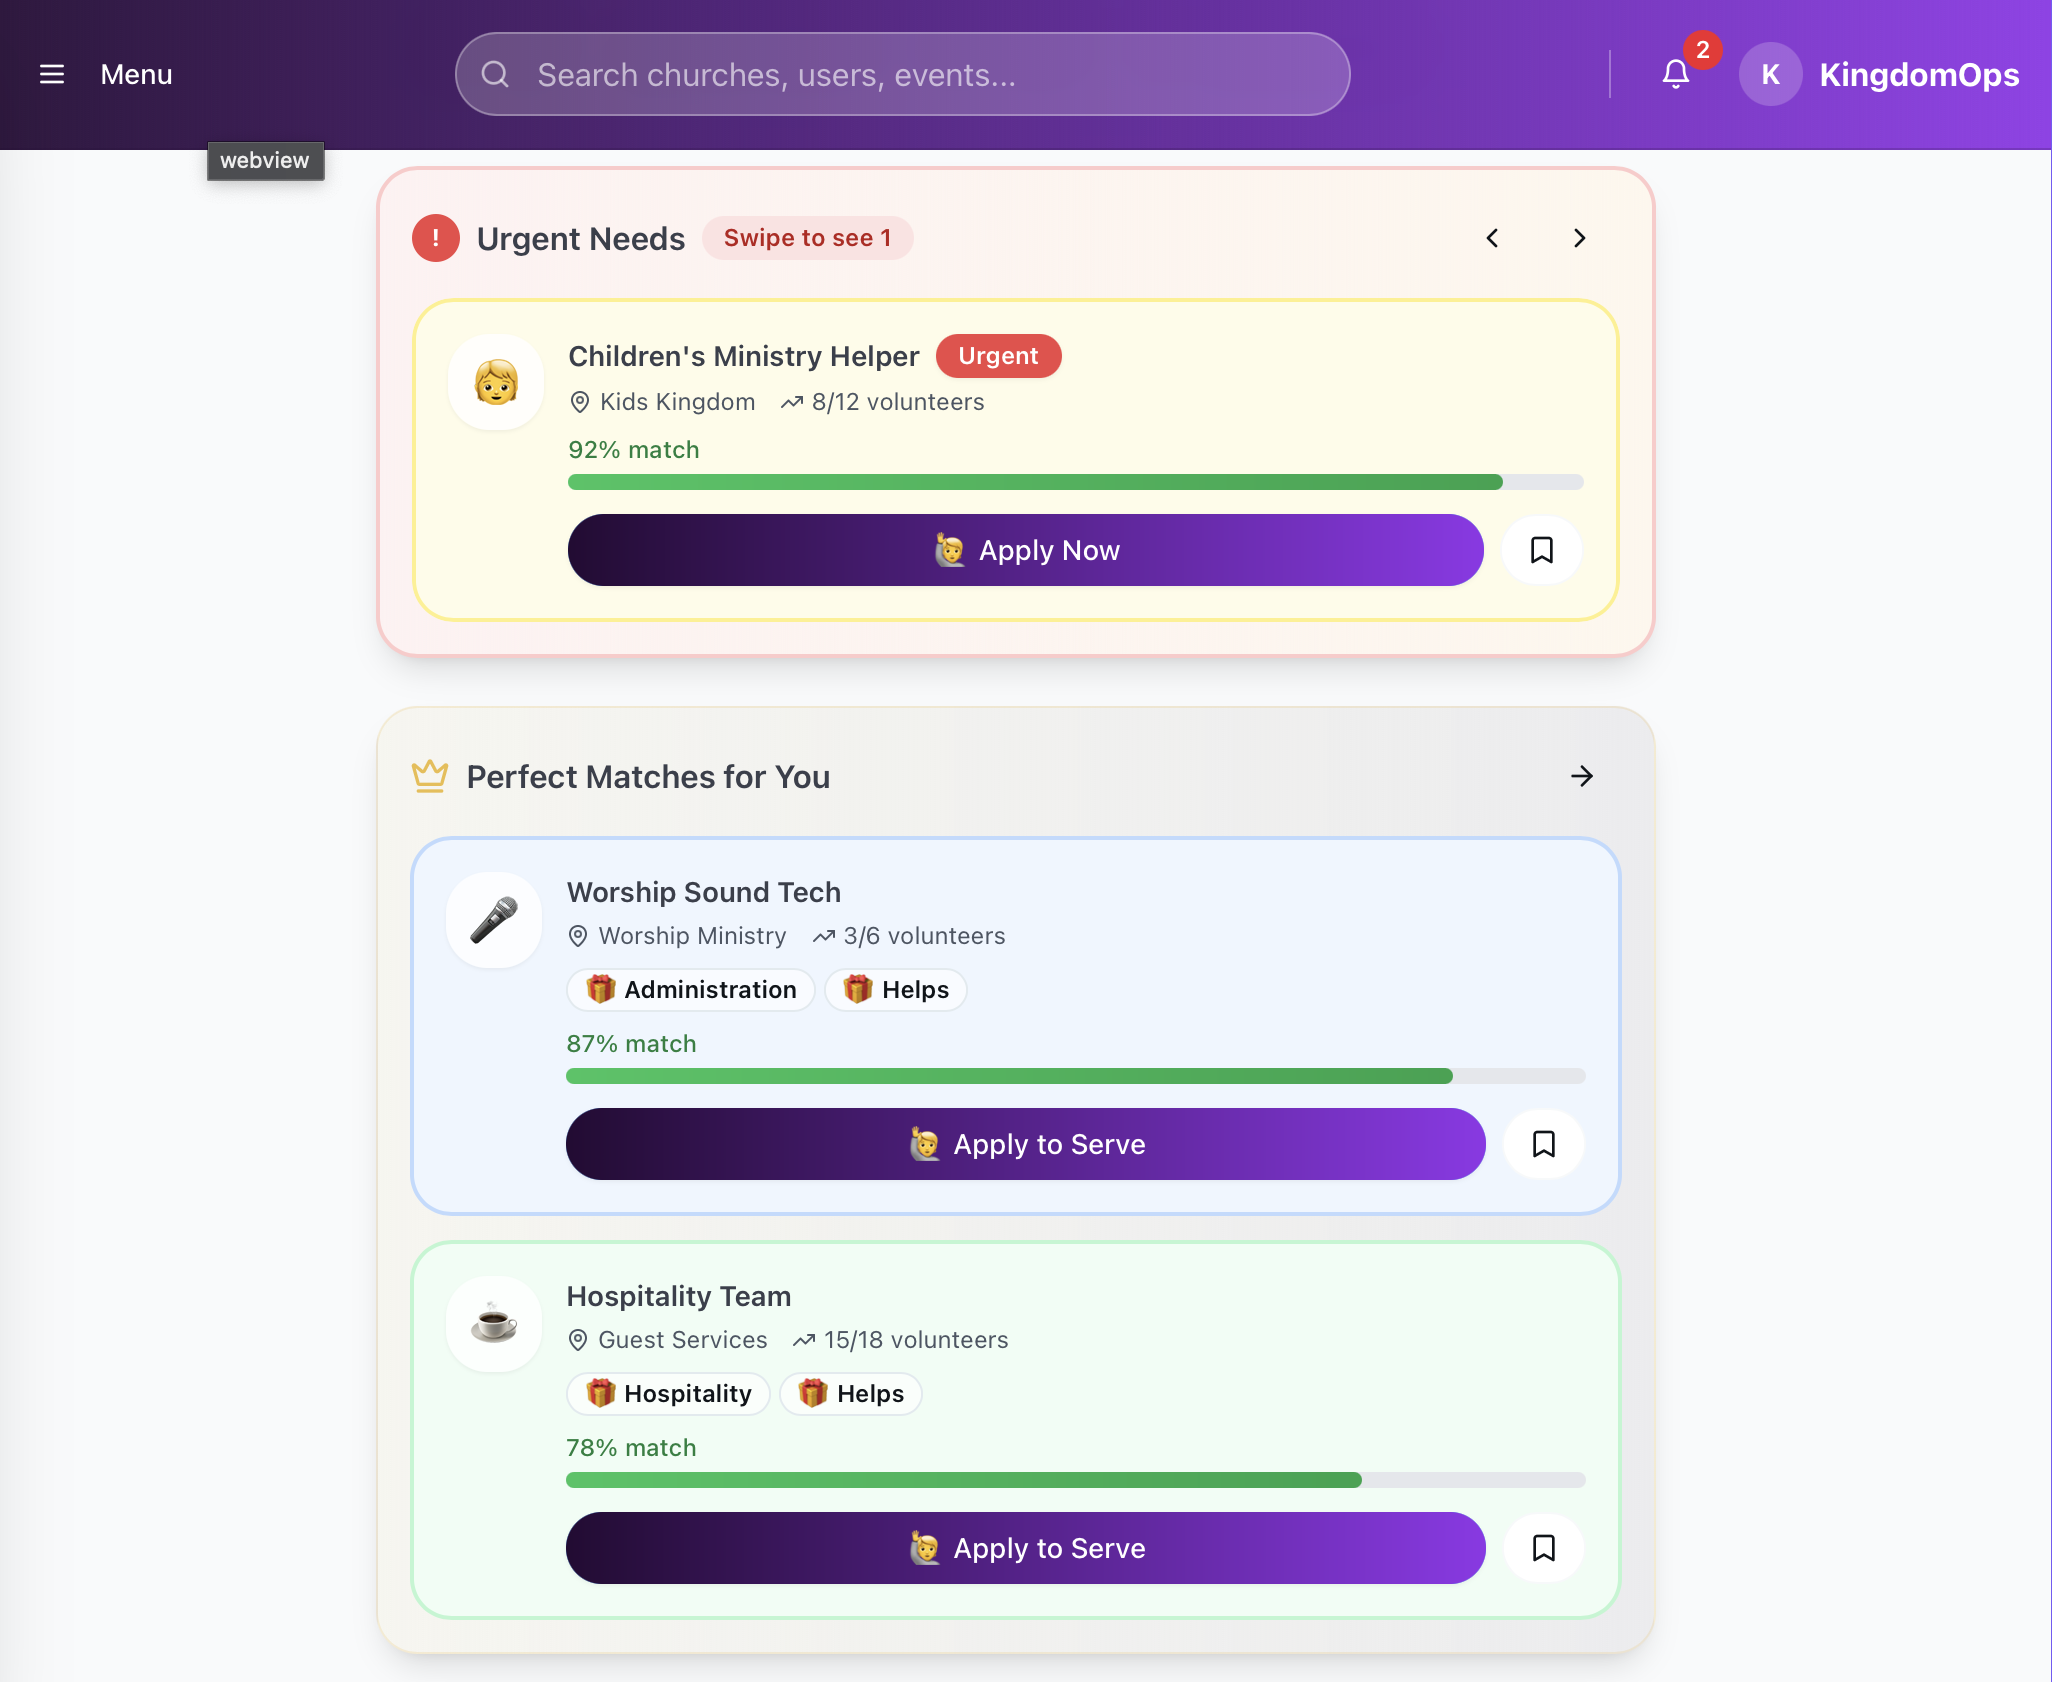 Menu
Search churches, users, events...
2
K
KingdomOps
webview
!
Urgent Needs
Swipe to see 1
Children's Ministry Helper
Urgent
Kids Kingdom
8/12 volunteers
92% match
Apply Now
Perfect Matches for You
Worship Sound Tech
Worship Ministry
3/6 volunteers
Administration
Helps
87% match
Apply to Serve
Hospitality Team
Guest Services
15/18 volunteers
Hospitality
Helps
78% match
Apply to Serve